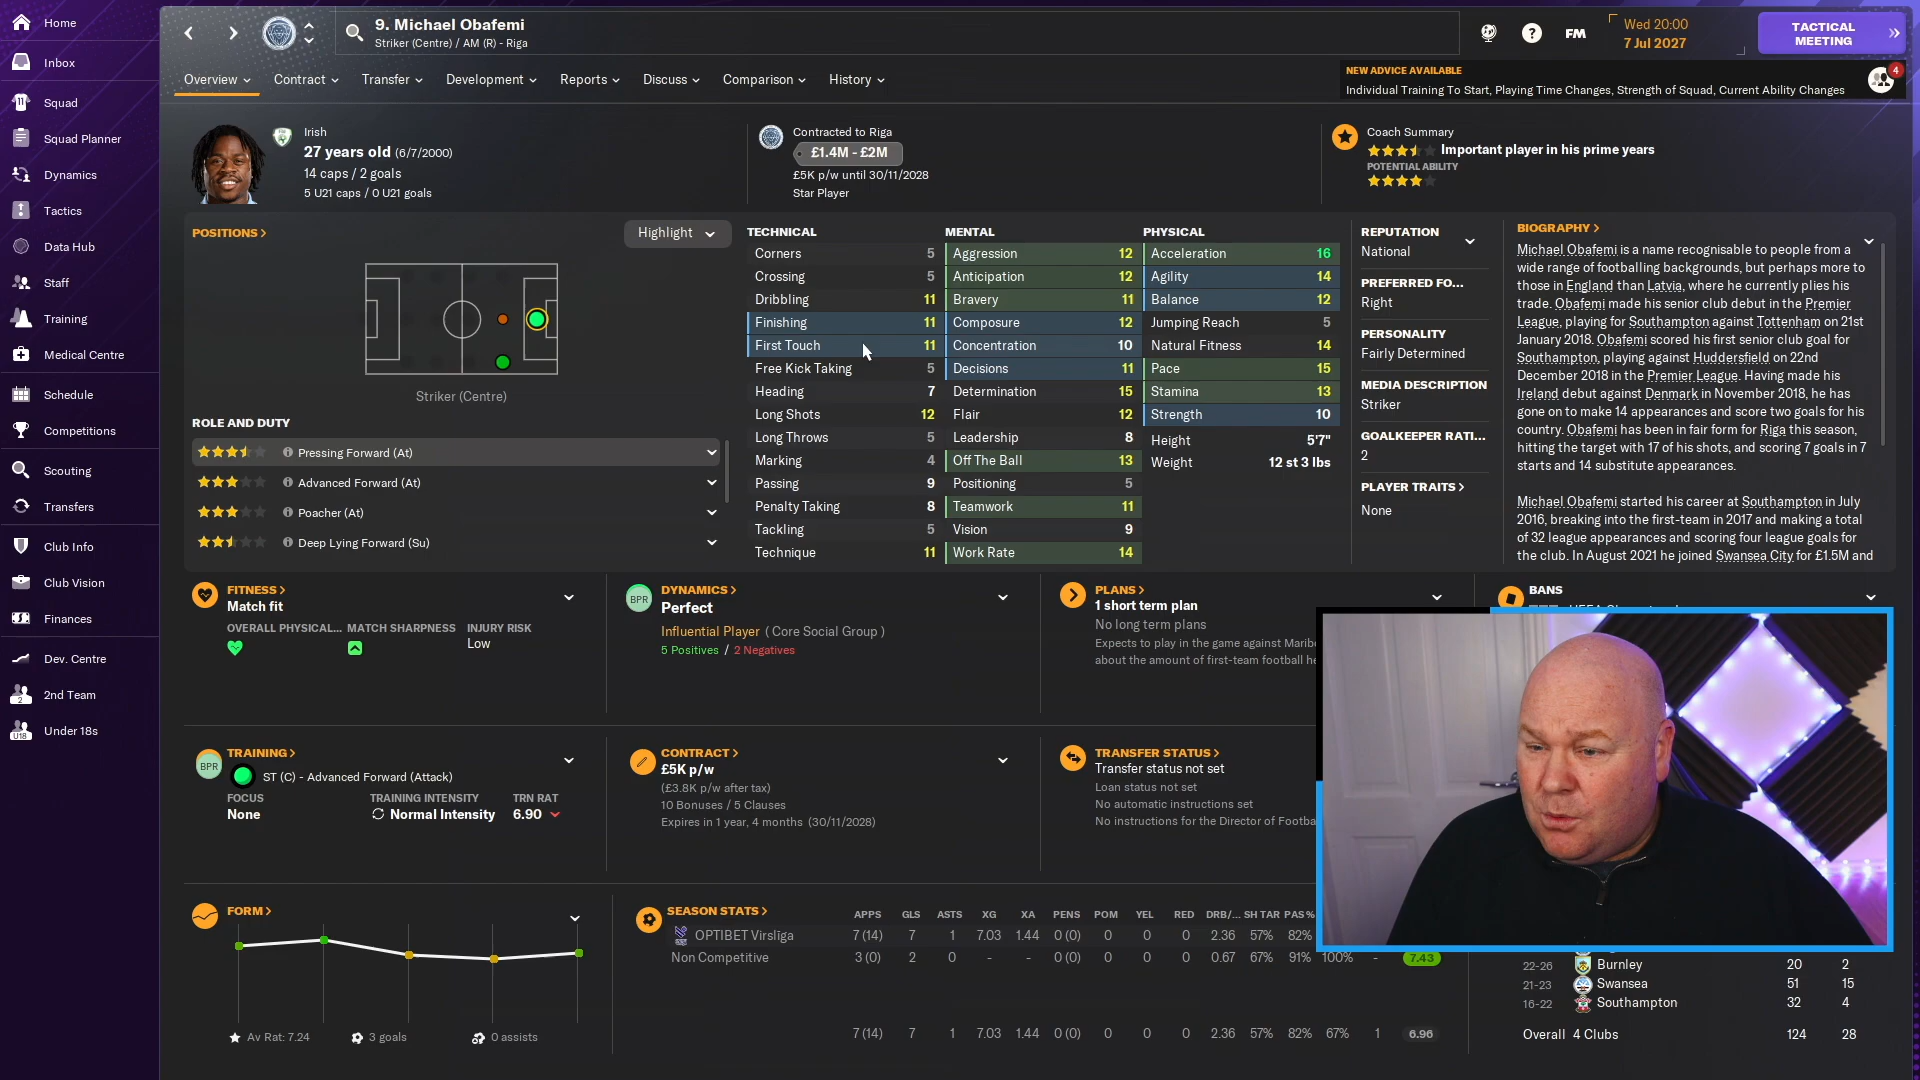 Home
Inbox
Squad
Squad Planner
Dynamics
Tactics
Data Hub
Staff
Training
Medical Centre
Schedule
Competitions
Scouting
Transfers
Club Info
Club Vision
Finances
Dev. Centre
2nd Team
Under 18s
9. Michael Obafemi
Striker (Centre) / AM (R) - Riga
FM
Wed 20:00
7 Jul 2027
TACTICAL MEETING
Overview Contract Transfer Development Reports Discuss Comparison History
NEW ADVICE AVAILABLE
Individual Training To Start, Playing Time Changes, Strength of Squad, Current Ability Changes
4
Irish
27 years old (6/7/2000)
14 caps / 2 goals
5 U21 caps / 0 U21 goals
Contracted to Riga
£1.4M - £2M
£5K p/w until 30/11/2028
Star Player
Coach Summary
Important player in his prime years
POTENTIAL ABILITY
POSITIONS >
Highlight
Striker (Centre)
ROLE AND DUTY
Pressing Forward (At)
Advanced Forward (At)
Poacher (At)
Deep Lying Forward (Su)
TECHNICAL
Corners 5
Crossing 5
Dribbling 11
Finishing 11
First Touch 11
Free Kick Taking 5
Heading 7
Long Shots 12
Long Throws 5
Marking 4
Passing 9
Penalty Taking 8
Tackling 5
Technique 11
MENTAL
Aggression 12
Anticipation 12
Bravery 11
Composure 12
Concentration 10
Decisions 11
Determination 15
Flair 12
Leadership 8
Off The Ball 13
Positioning 5
Teamwork 11
Vision 9
Work Rate 14
PHYSICAL
Acceleration 16
Agility 14
Balance 12
Jumping Reach 5
Natural Fitness 14
Pace 15
Stamina 13
Strength 10
Height 5'7"
Weight 12 st 3 lbs
REPUTATION
National
PREFERRED FO...
Right
PERSONALITY
Fairly Determined
MEDIA DESCRIPTION
Striker
GOALKEEPER RATI...
2
PLAYER TRAITS >
None
BIOGRAPHY >
Michael Obafemi is a name recognisable to people from a
wide range of footballing backgrounds, but perhaps more to
those in England than Latvia, where he currently plies his
trade. Obafemi made his senior club debut in the Premier
League, playing for Southampton against Tottenham on 21st
January 2018. Obafemi scored his first senior club goal for
Southampton, playing against Huddersfield on 22nd
December 2018 in the Premier League. Having made his
Ireland debut against Denmark in November 2018, he has
gone on to make 14 appearances and score two goals for his
country. Obafemi has been in fair form for Riga this season,
hitting the target with 17 of his shots, and scoring 7 goals in 7
starts and 14 substitute appearances.
Michael Obafemi started his career at Southampton in July
2016, breaking into the first-team in 2017 and making a total
of 32 league appearances and scoring four league goals for
the club. In August 2021 he joined Swansea City for £1.5M and
FITNESS >
Match fit
OVERALL PHYSICAL... MATCH SHARPNESS INJURY RISK
Low
BPR
DYNAMICS >
Perfect
Influential Player ( Core Social Group )
5 Positives / 2 Negatives
PLANS >
1 short term plan
No long term plans
Expects to play in the game against Maribo
about the amount of first-team football he
BANS
TRAINING >
BPR
ST (C) - Advanced Forward (Attack)
FOCUS TRAINING INTENSITY TRN RAT
None Normal Intensity 6.90
CONTRACT >
£5K p/w
(£3.8K p/w after tax)
10 Bonuses / 5 Clauses
Expires in 1 year, 4 months (30/11/2028)
TRANSFER STATUS >
Transfer status not set
Loan status not set
No automatic instructions set
No instructions for the Director of Footba
FORM >
Av Rat: 7.24 3 goals 0 assists
SEASON STATS >
APPS GLS ASTS XG XA PENS POM YEL RED DRB/... SH TAR PAS%
OPTIBET Virslīga 7 (14) 7 1 7.03 1.44 0 (0) 0 0 0 2.36 57% 82%
Non Competitive 3 (0) 2 0 - - 0 (0) 0 0 0 0.67 67% 91% 100% - 7.43
7 (14) 7 1 7.03 1.44 0 (0) 0 0 0 2.36 57% 82% 67% 1 6.96
22-26 Burnley 20 2
21-23 Swansea 51 15
16-22 Southampton 32 4
Overall 4 Clubs 124 28